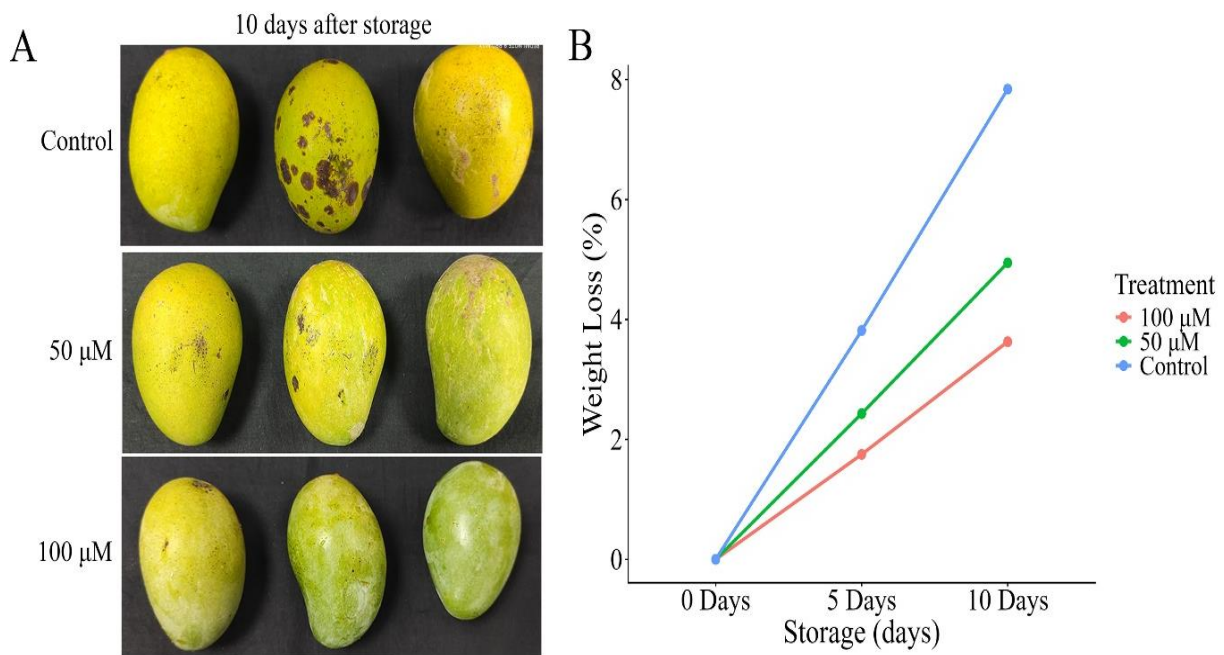 A
10 days after storage
Control
50 μM
100 μM
B
Weight Loss (%)
8
6
4
2
0
0 Days
5 Days
10 Days
Storage (days)
Treatment
100 μM
50 μM
Control